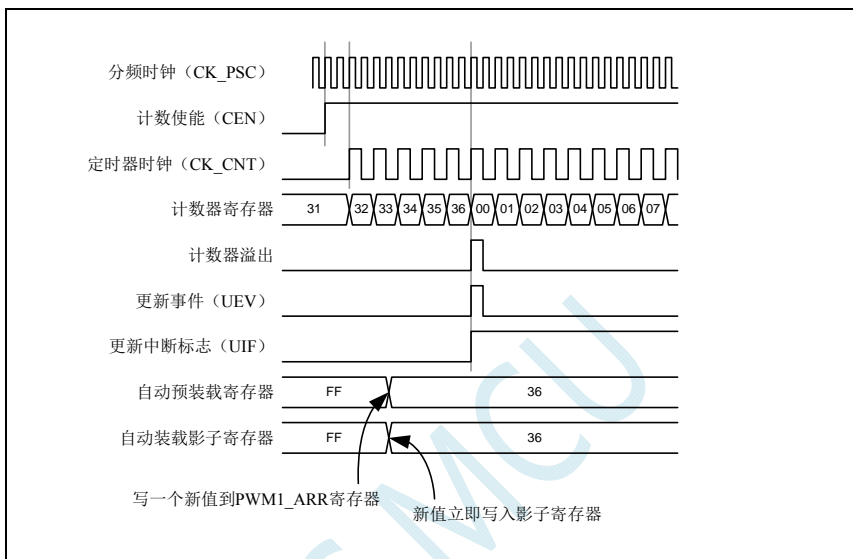 分频时钟（CK_PSC）
计数使能（CEN）
定时器时钟（CK_CNT）
计数器寄存器 31 32 33 34 35 36 00 01 02 03 04 05 06 07
计数器溢出
更新事件（UEV）
更新中断标志（UIF）
自动预装载寄存器 FF 36
自动装载影子寄存器 FF 36
写一个新值到PWM1_ARR寄存器
新值立即写入影子寄存器
MCU